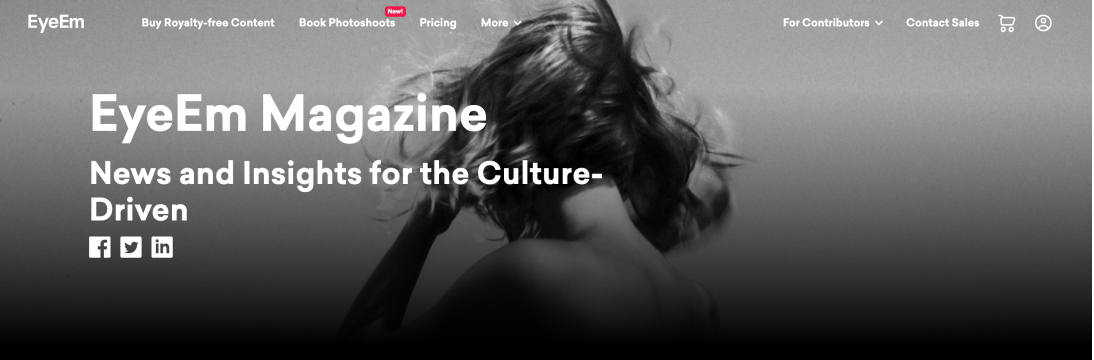 EyeEm
Buy Royalty-free Content
Book Photoshoots
New!
Pricing
More
For Contributors
Contact Sales
EyeEm Magazine
News and Insights for the Culture-
Driven